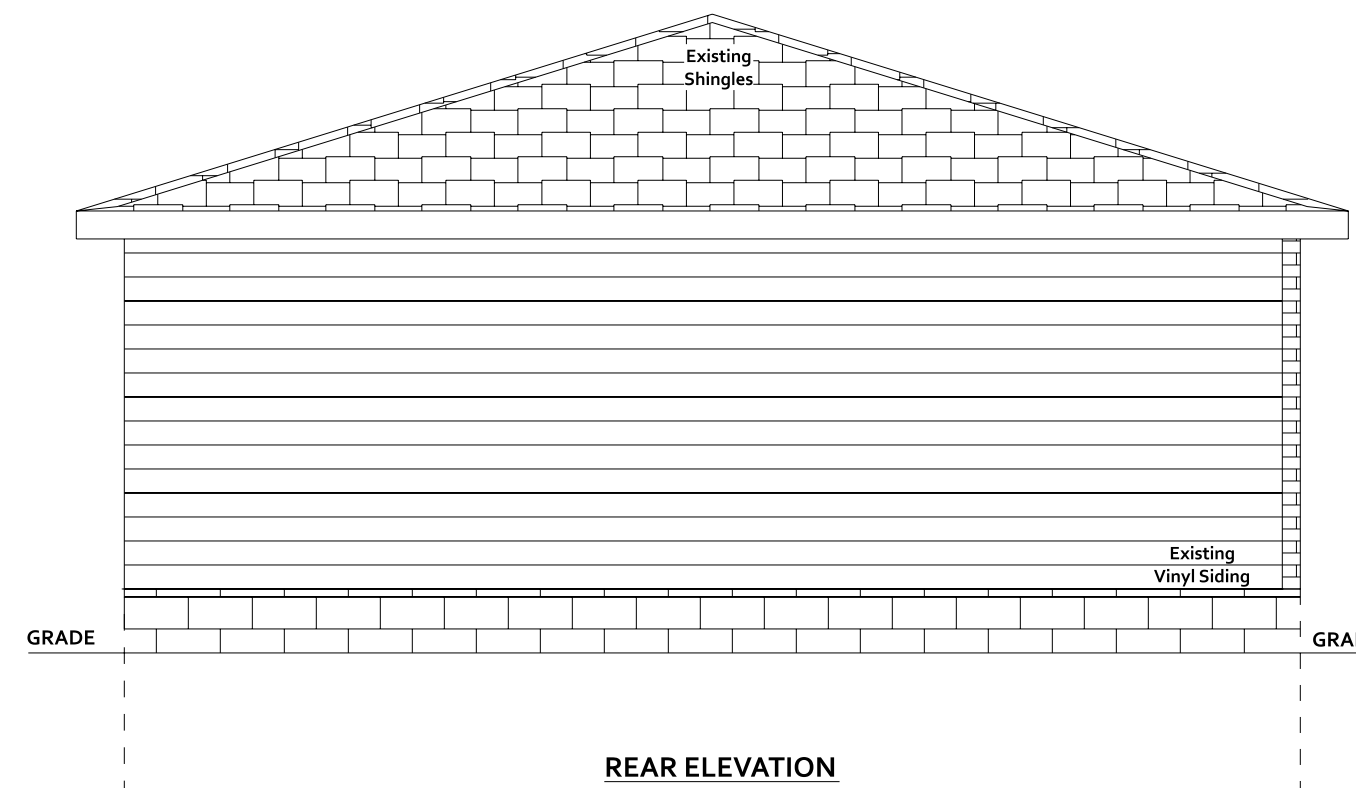 Existing
Shingles
Existing
Vinyl Siding
GRADE
REAR ELEVATION